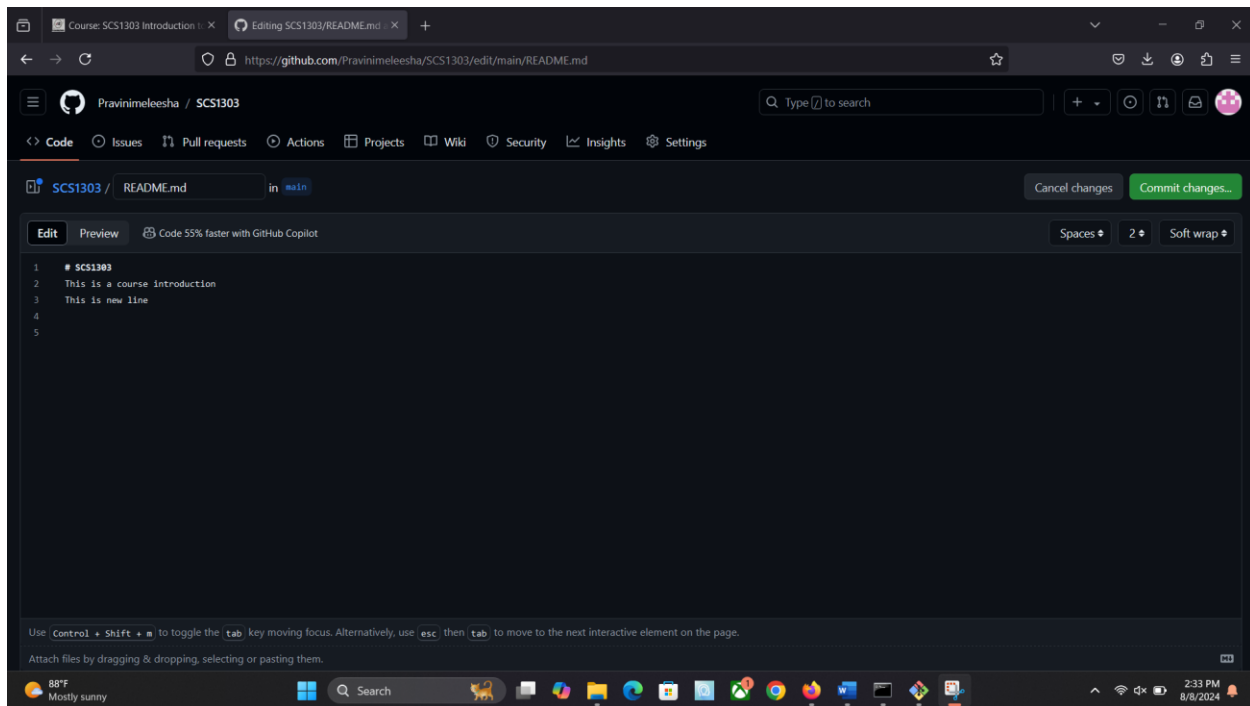 Course: SCS1303 Introduction to
Editing SCS1303/README.md a
https://github.com/Pravinimeleesha/SCS1303/edit/main/README.md
Pravinimeleesha / SCS1303
Type / to search
Code Issues Pull requests Actions Projects Wiki Security Insights Settings
SCS1303 / README.md in main
Cancel changes Commit changes...
Edit Preview Code 55% faster with GitHub Copilot
Spaces 2 Soft wrap
1 # SCS1303
2 This is a course introduction
3 This is new line
4
5
Use Control + Shift + m to toggle the tab key moving focus. Alternatively, use esc then tab to move to the next interactive element on the page.
Attach files by dragging & dropping, selecting or pasting them.
88°F
Mostly sunny
Search
2:33 PM
8/8/2024